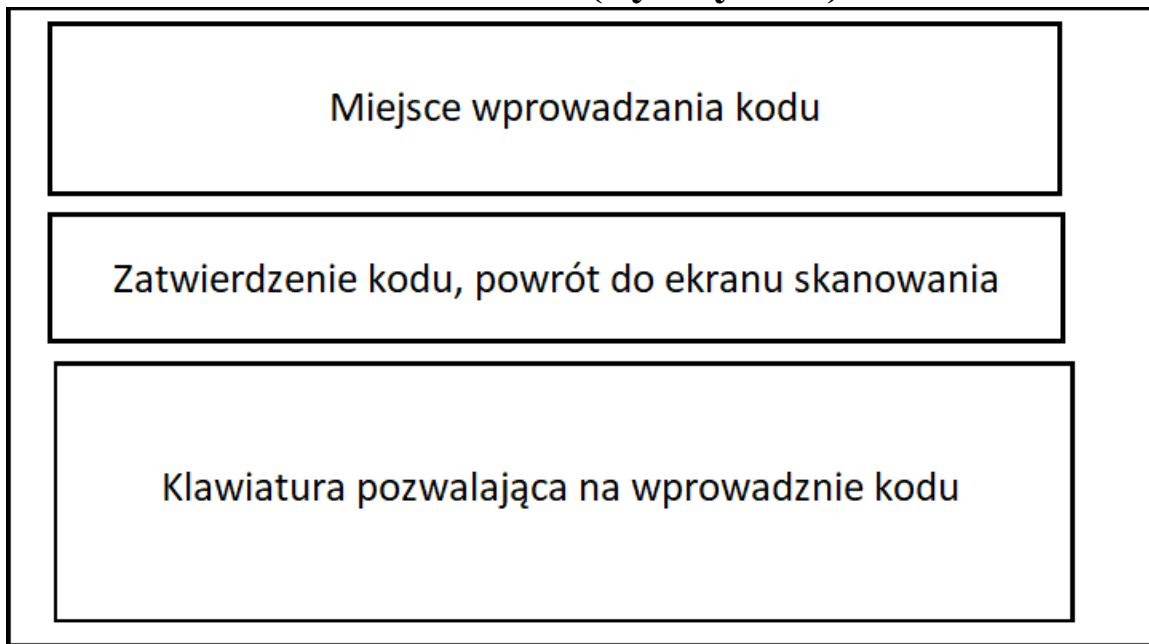 Miejsce wprowadzania kodu
Zatwierdzenie kodu, powrót do ekranu skanowania
Klawiatura pozwalająca na wprowadznie kodu